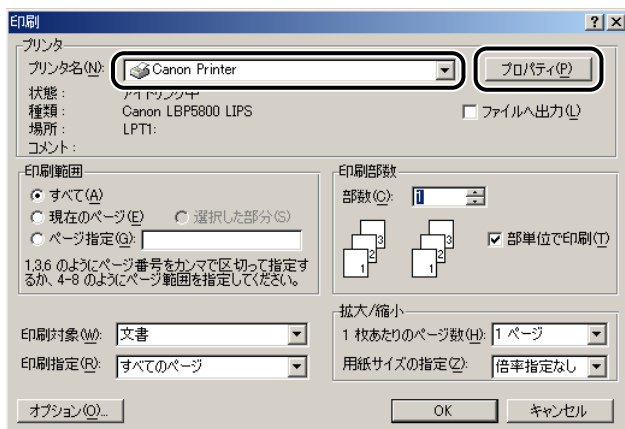 印刷
プリンタ
プリンタ名(N): Canon Printer プロパティ(P)
状態: アイドリング中
種類: Canon LBP5800 LIPS ファイルへ出力(L)
場所: LPT1:
コメント:
印刷範囲
すべて(A)
現在のページ(E) 選択した部分(S)
ページ指定(G):
1,3,6 のようにページ番号をカンマで区切って指定するか、4-8 のようにページ範囲を指定してください。
印刷部数
部数(C): 1
部単位で印刷(T)
1 2 3
1 2 3
印刷対象(W): 文書
印刷指定(R): すべてのページ
拡大/縮小
1 枚あたりのページ数(H): 1 ページ
用紙サイズの指定(Z): 倍率指定なし
オプション(O)... OK キャンセル